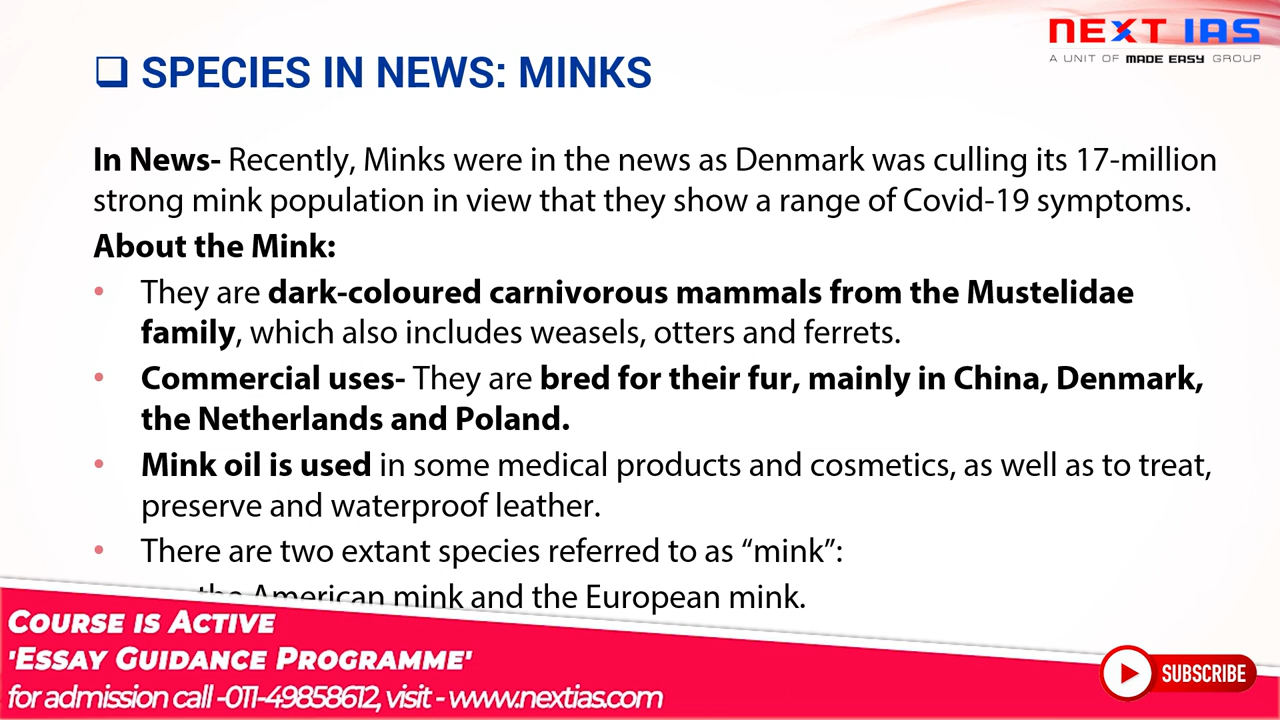 NEXT IAS
A UNIT OF MADE EASY GROUP
SPECIES IN NEWS: MINKS
In News- Recently, Minks were in the news as Denmark was culling its 17-million
strong mink population in view that they show a range of Covid-19 symptoms.
About the Mink:
• They are dark-coloured carnivorous mammals from the Mustelidae
family, which also includes weasels, otters and ferrets.
• Commercial uses- They are bred for their fur, mainly in China, Denmark,
the Netherlands and Poland.
• Mink oil is used in some medical products and cosmetics, as well as to treat,
preserve and waterproof leather.
• There are two extant species referred to as “mink”:
the American mink and the European mink.
COURSE IS ACTIVE
'ESSAY GUIDANCE PROGRAMME'
for admission call -011-49858612, visit - www.nextias.com
SUBSCRIBE